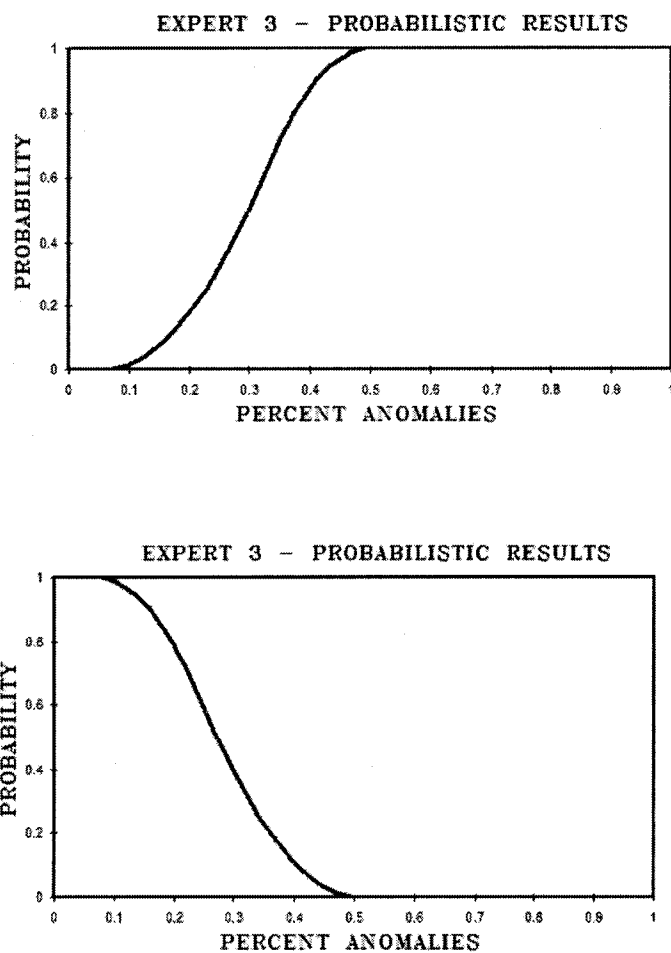 EXPERT 3 - PROBABILISTIC RESULTS
1
0.8
0.6
0.4
0.2
0
PROBABILITY
0 0.1 0.2 0.3 0.4 0.5 0.6 0.7 0.8 0.9 1
PERCENT ANOMALIES
EXPERT 3 - PROBABILISTIC RESULTS
1
0.8
0.6
0.4
0.2
0
PROBABILITY
0 0.1 0.2 0.3 0.4 0.5 0.6 0.7 0.8 0.9 1
PERCENT ANOMALIES